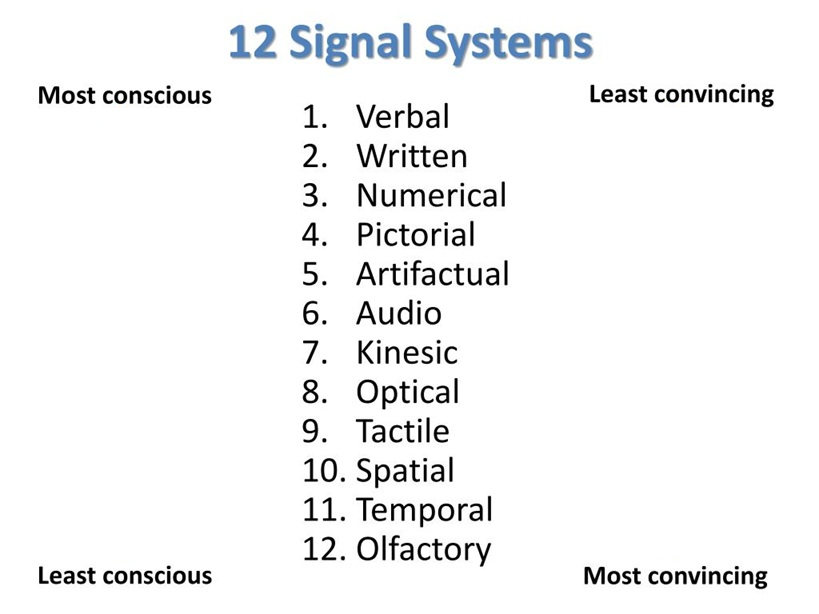 12 Signal Systems
Most conscious
Least convincing
1. Verbal
2. Written
3. Numerical
4. Pictorial
5. Artifactual
6. Audio
7. Kinesic
8. Optical
9. Tactile
10. Spatial
11. Temporal
12. Olfactory
Least conscious
Most convincing